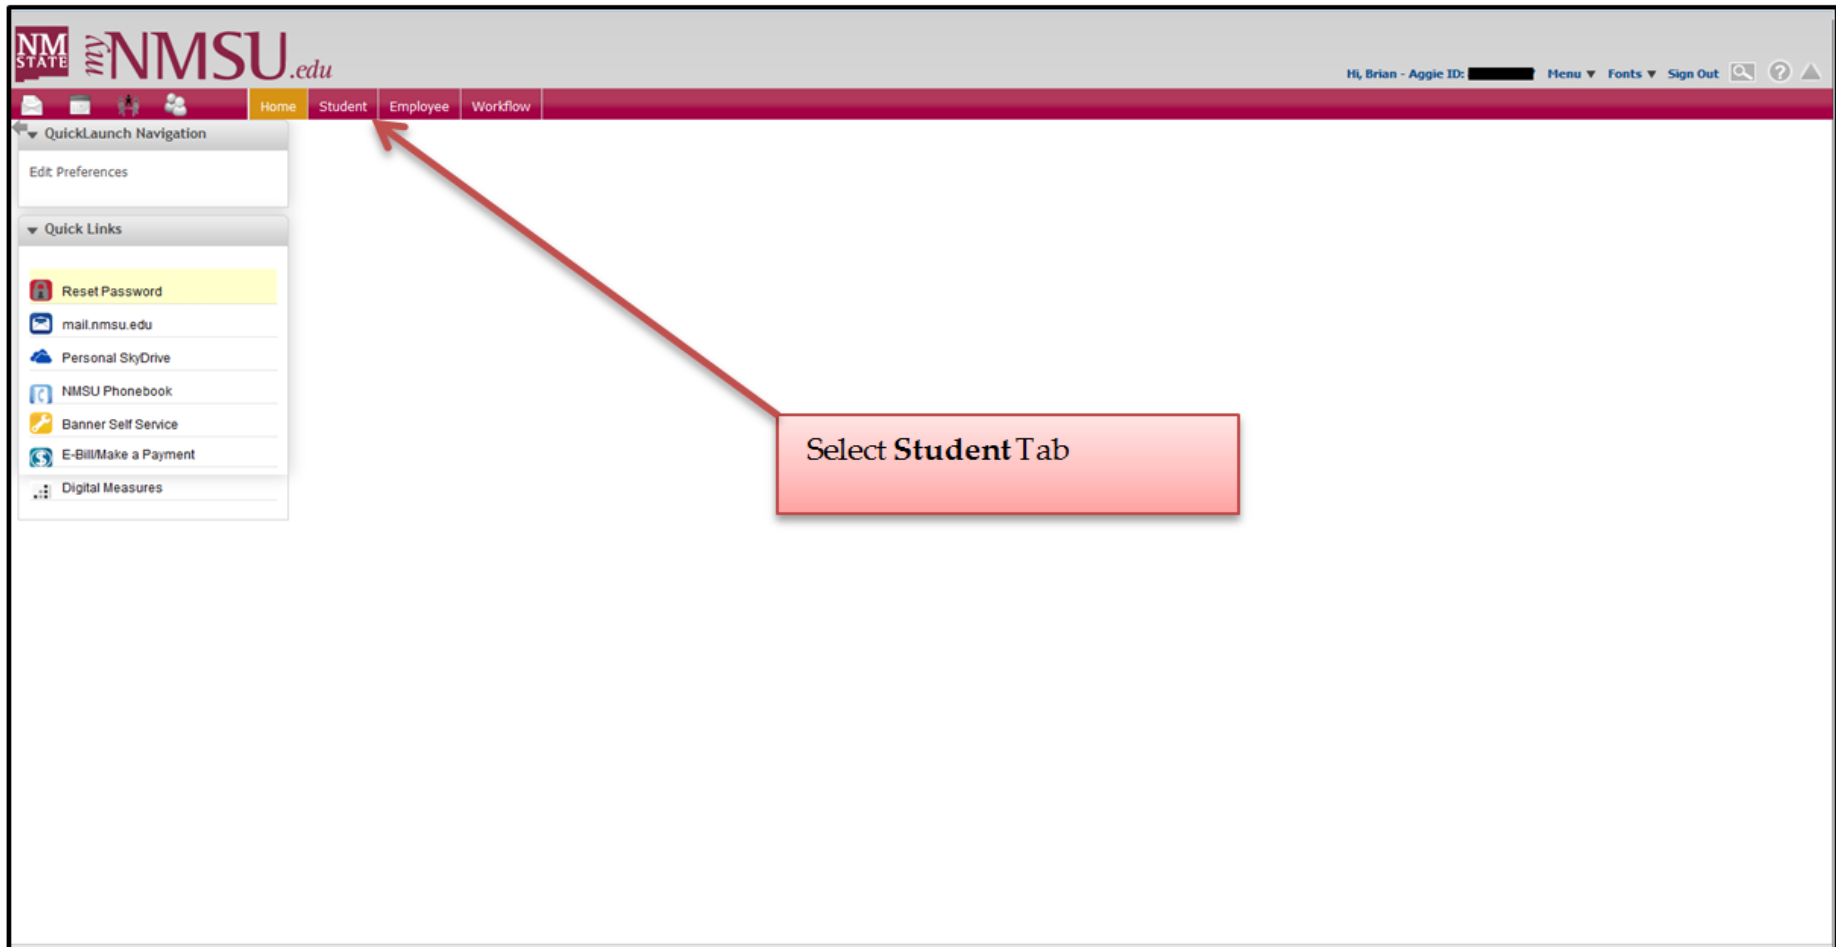 NM
STATE
myNMSU.edu
Hi, Brian - Aggie ID: Menu Fonts Sign Out
Home Student Employee Workflow
QuickLaunch Navigation
Edit Preferences
Quick Links
Reset Password
mail.nmsu.edu
Personal SkyDrive
NMSU Phonebook
Banner Self Service
E-Bill/Make a Payment
Digital Measures
Select Student Tab